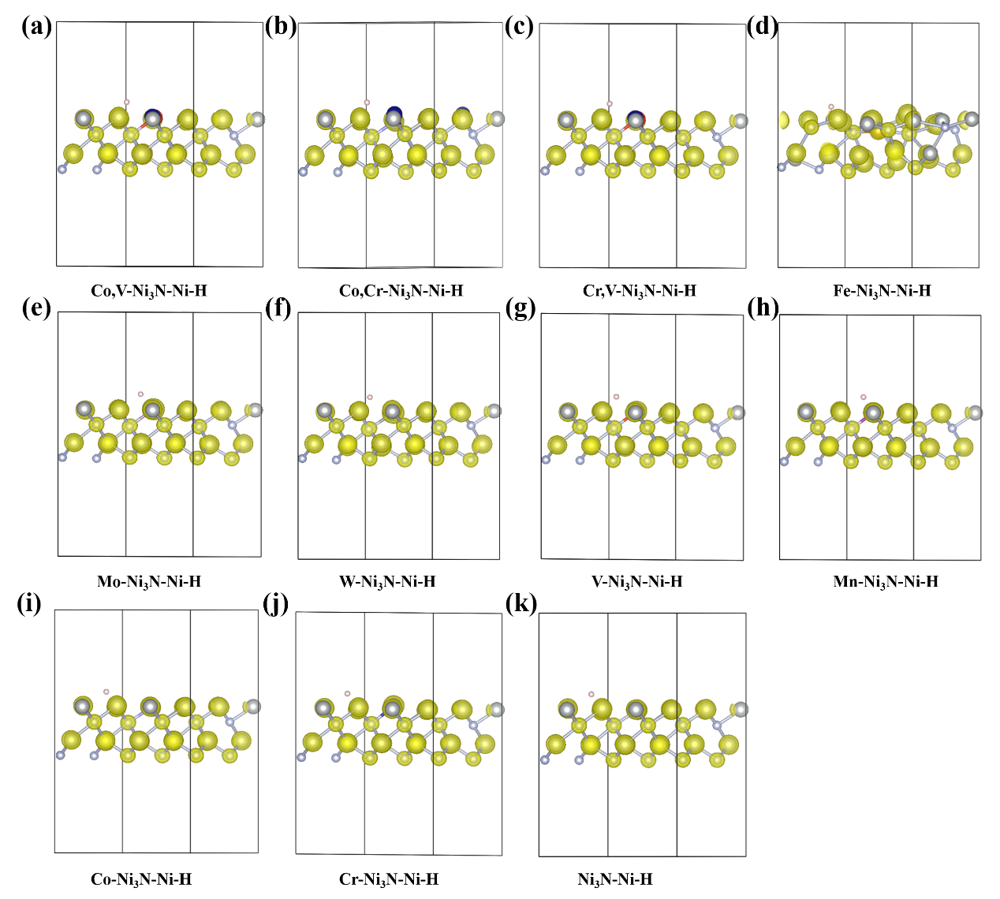 (a) (b) (c) (d)
Co,V-Ni₃N-Ni-H Co,Cr-Ni₃N-Ni-H Cr,V-Ni₃N-Ni-H Fe-Ni₃N-Ni-H
(e) (f) (g) (h)
Mo-Ni₃N-Ni-H W-Ni₃N-Ni-H V-Ni₃N-Ni-H Mn-Ni₃N-Ni-H
(i) (j) (k)
Co-Ni₃N-Ni-H Cr-Ni₃N-Ni-H Ni₃N-Ni-H